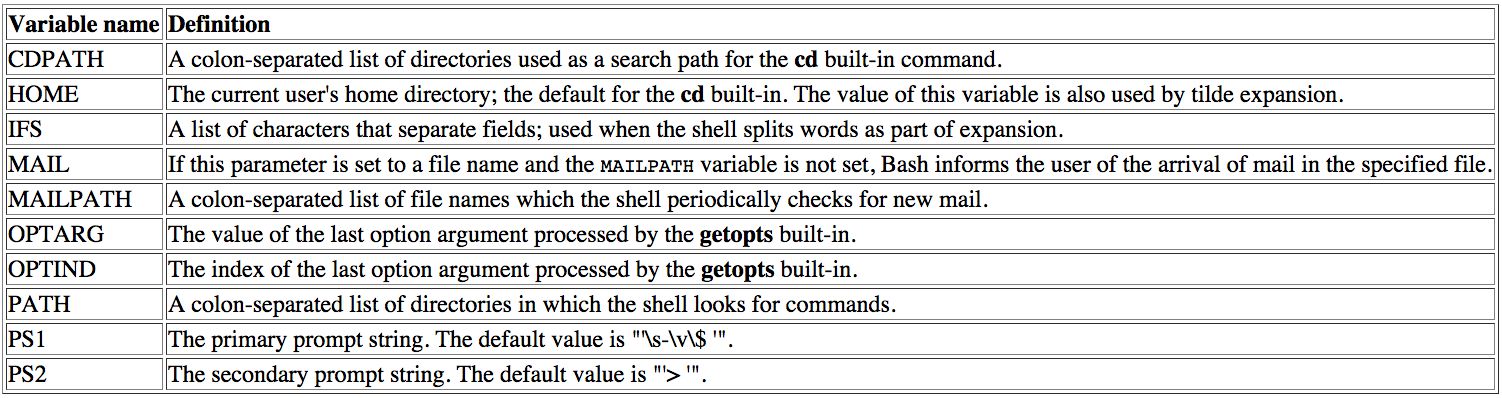 Variable name Definition
CDPATH A colon-separated list of directories used as a search path for the cd built-in command.
HOME The current user's home directory; the default for the cd built-in. The value of this variable is also used by tilde expansion.
IFS A list of characters that separate fields; used when the shell splits words as part of expansion.
MAIL If this parameter is set to a file name and the MAILPATH variable is not set, Bash informs the user of the arrival of mail in the specified file.
MAILPATH A colon-separated list of file names which the shell periodically checks for new mail.
OPTARG The value of the last option argument processed by the getopts built-in.
OPTIND The index of the last option argument processed by the getopts built-in.
PATH A colon-separated list of directories in which the shell looks for commands.
PS1 The primary prompt string. The default value is "'\s-\v\$ '".
PS2 The secondary prompt string. The default value is "'> '".